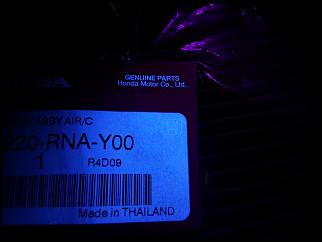 GENUINE PARTS
Honda Motor Co., Ltd.
ASSY AIR/C
220-RNA-Y00
1 R4D09
Made in THAILAND